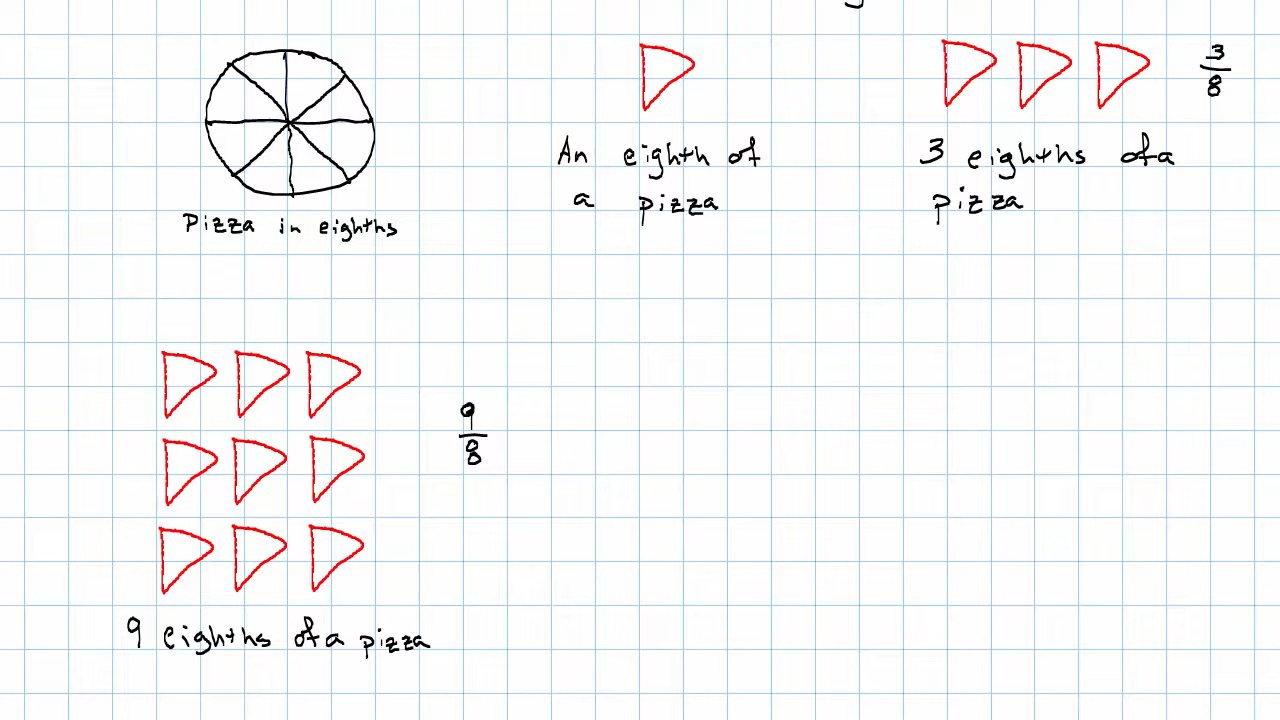 3
8
An eighth of
a pizza
3 eighths of a
pizza
Pizza in eighths
9
8
9 eighths of a pizza